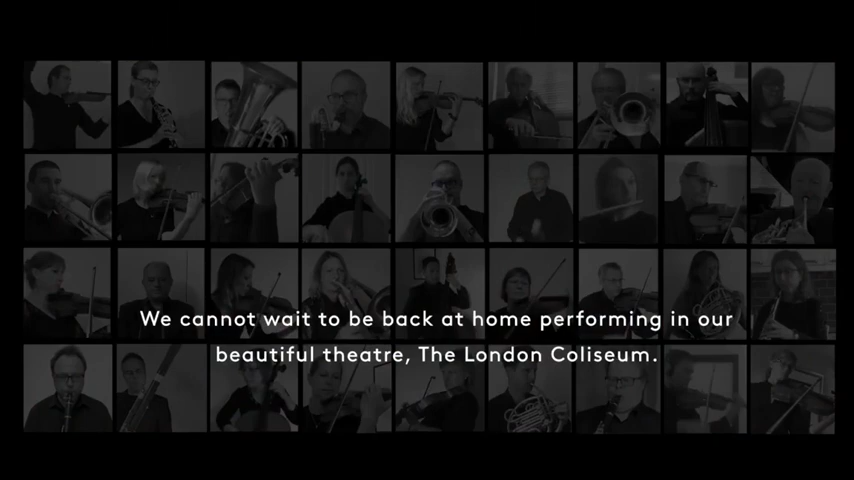 We cannot wait to be back at home performing in our
beautiful theatre, The London Coliseum.